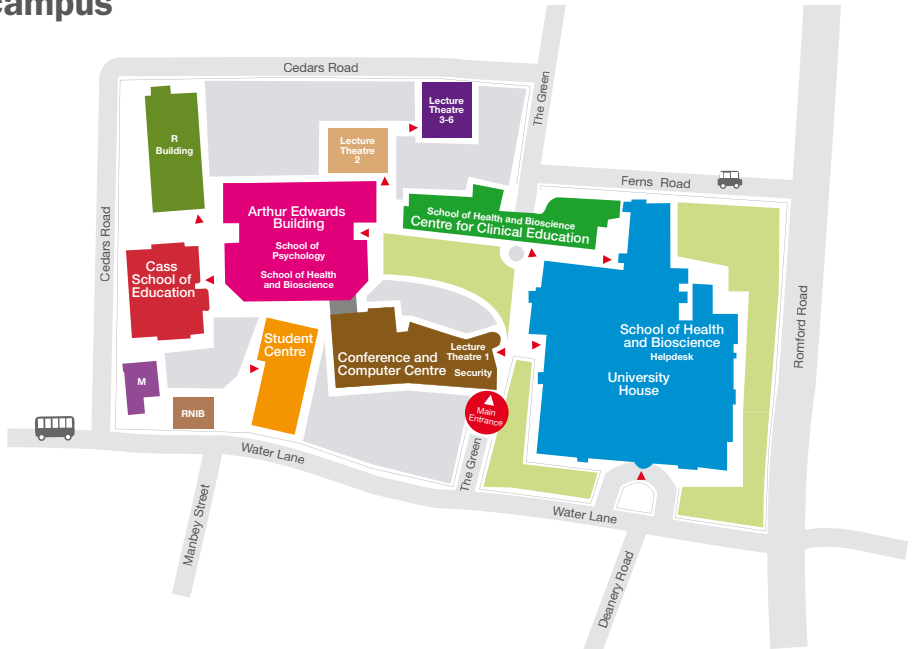 campus
Cedars Road
The Green
Lecture
Theatre
3-6
R
Building
Lecture
Theatre
2
Ferns Road
Arthur Edwards
Building
School of
Psychology
School of Health
and Bioscience
School of Health and Bioscience
Centre for Clinical Education
Cedars Road
Cass
School of
Education
Romford Road
School of Health
and Bioscience
Helpdesk
University
House
Student
Centre
Conference and
Computer Centre
Lecture
Theatre 1
Security
M
RNIB
Main
Entrance
Water Lane
The Green
Water Lane
Manbey Street
Deanery Road